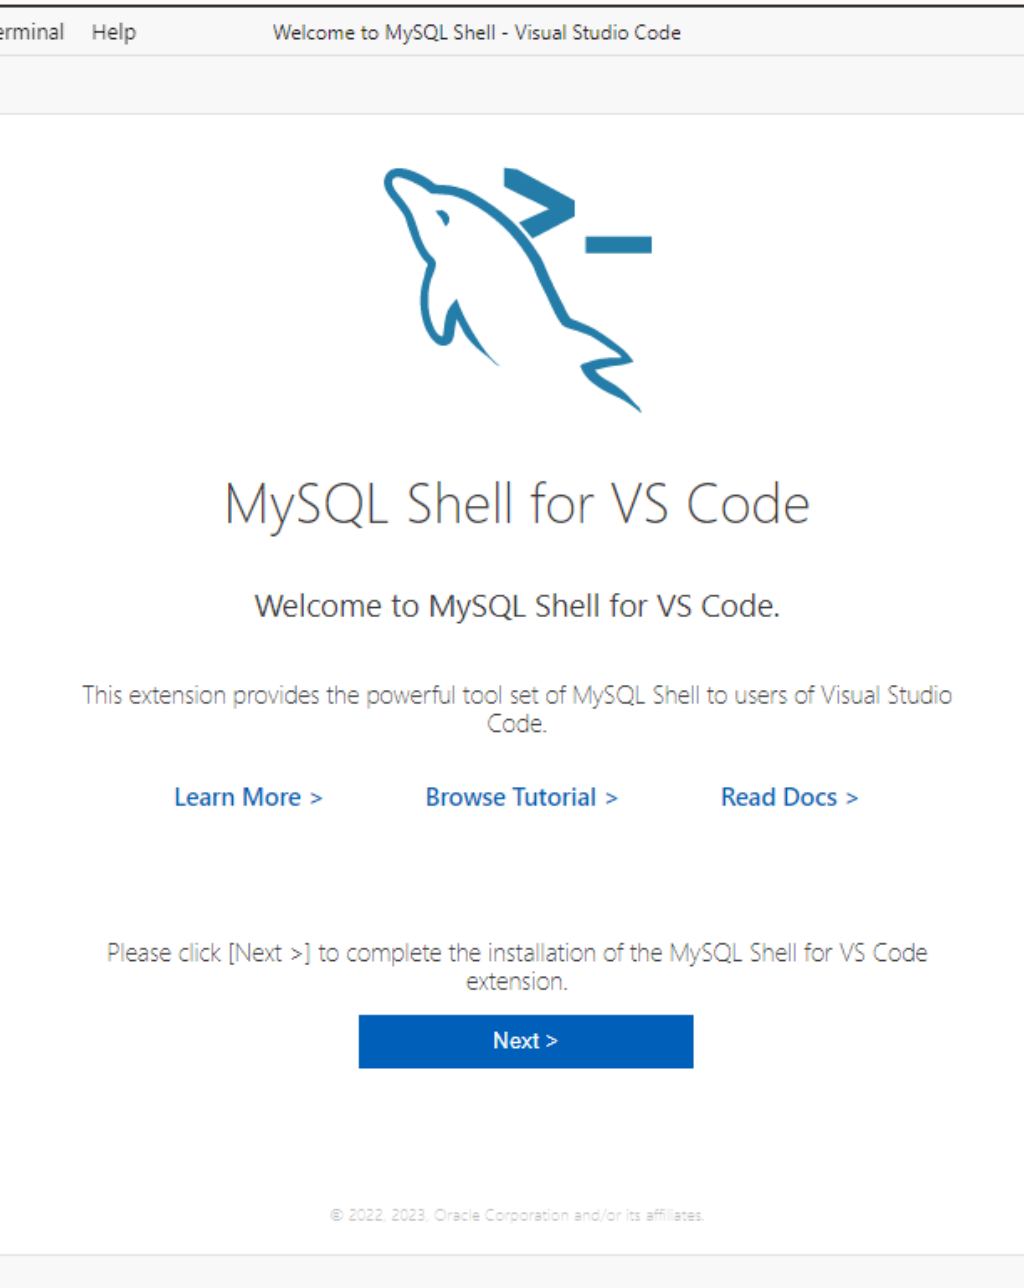 Help
Welcome to MySQL Shell - Visual Studio Code
>_
MySQL Shell for VS Code
Welcome to MySQL Shell for VS Code.
This extension provides the powerful tool set of MySQL Shell to users of Visual Studio
Code.
Learn More > Browse Tutorial > Read Docs >
Please click [Next >] to complete the installation of the MySQL Shell for VS Code
extension.
Next >
© 2022, 2023, Oracle Corporation and/or its affiliates.